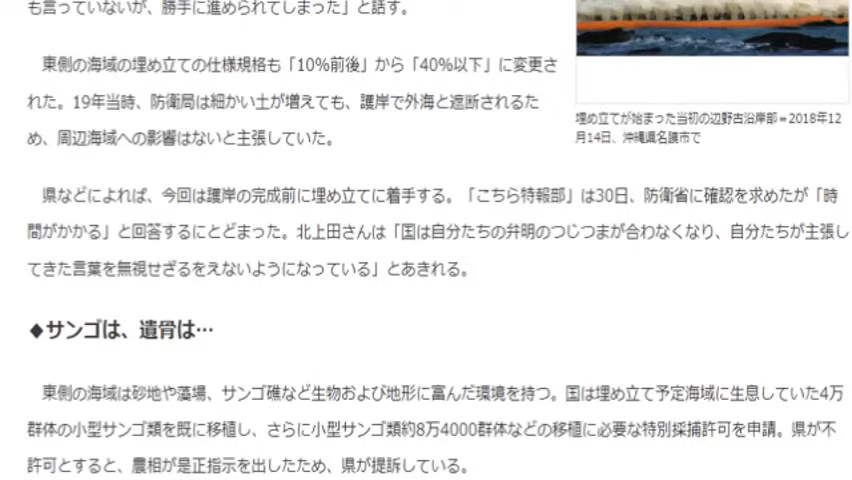 も言っていないが、勝手に進められてしまった」と話す。
東側の海域の埋め立ての仕様規格も「10%前後」から「40%以下」に変更さ
れた。19年当時、防衛局は細かい土が増えても、護岸で外海と遮断されるた
め、周辺海域への影響はないと主張していた。
埋め立てが始まった当初の辺野古沿岸部=2018年12
月14日、沖縄県名護市で
県などによれば、今回は護岸の完成前に埋め立てに着手する。「こちら特報部」は30日、防衛省に確認を求めたが「時
間がかかる」と回答するにとどまった。北上田さんは「国は自分たちの弁明のつじつまが合わなくなり、自分たちが主張し
てきた言葉を無視せざるをえないようになっている」とあきれる。
◆サンゴは、遺骨は…
東側の海域は砂地や藻場、サンゴ礁など生物および地形に富んだ環境を持つ。国は埋め立て予定海域に生息していた4万
群体の小型サンゴ類を既に移植し、さらに小型サンゴ類約8万4000群体などの移植に必要な特別採捕許可を申請。県が不
許可とすると、農相が是正指示を出したため、県が提訴している。